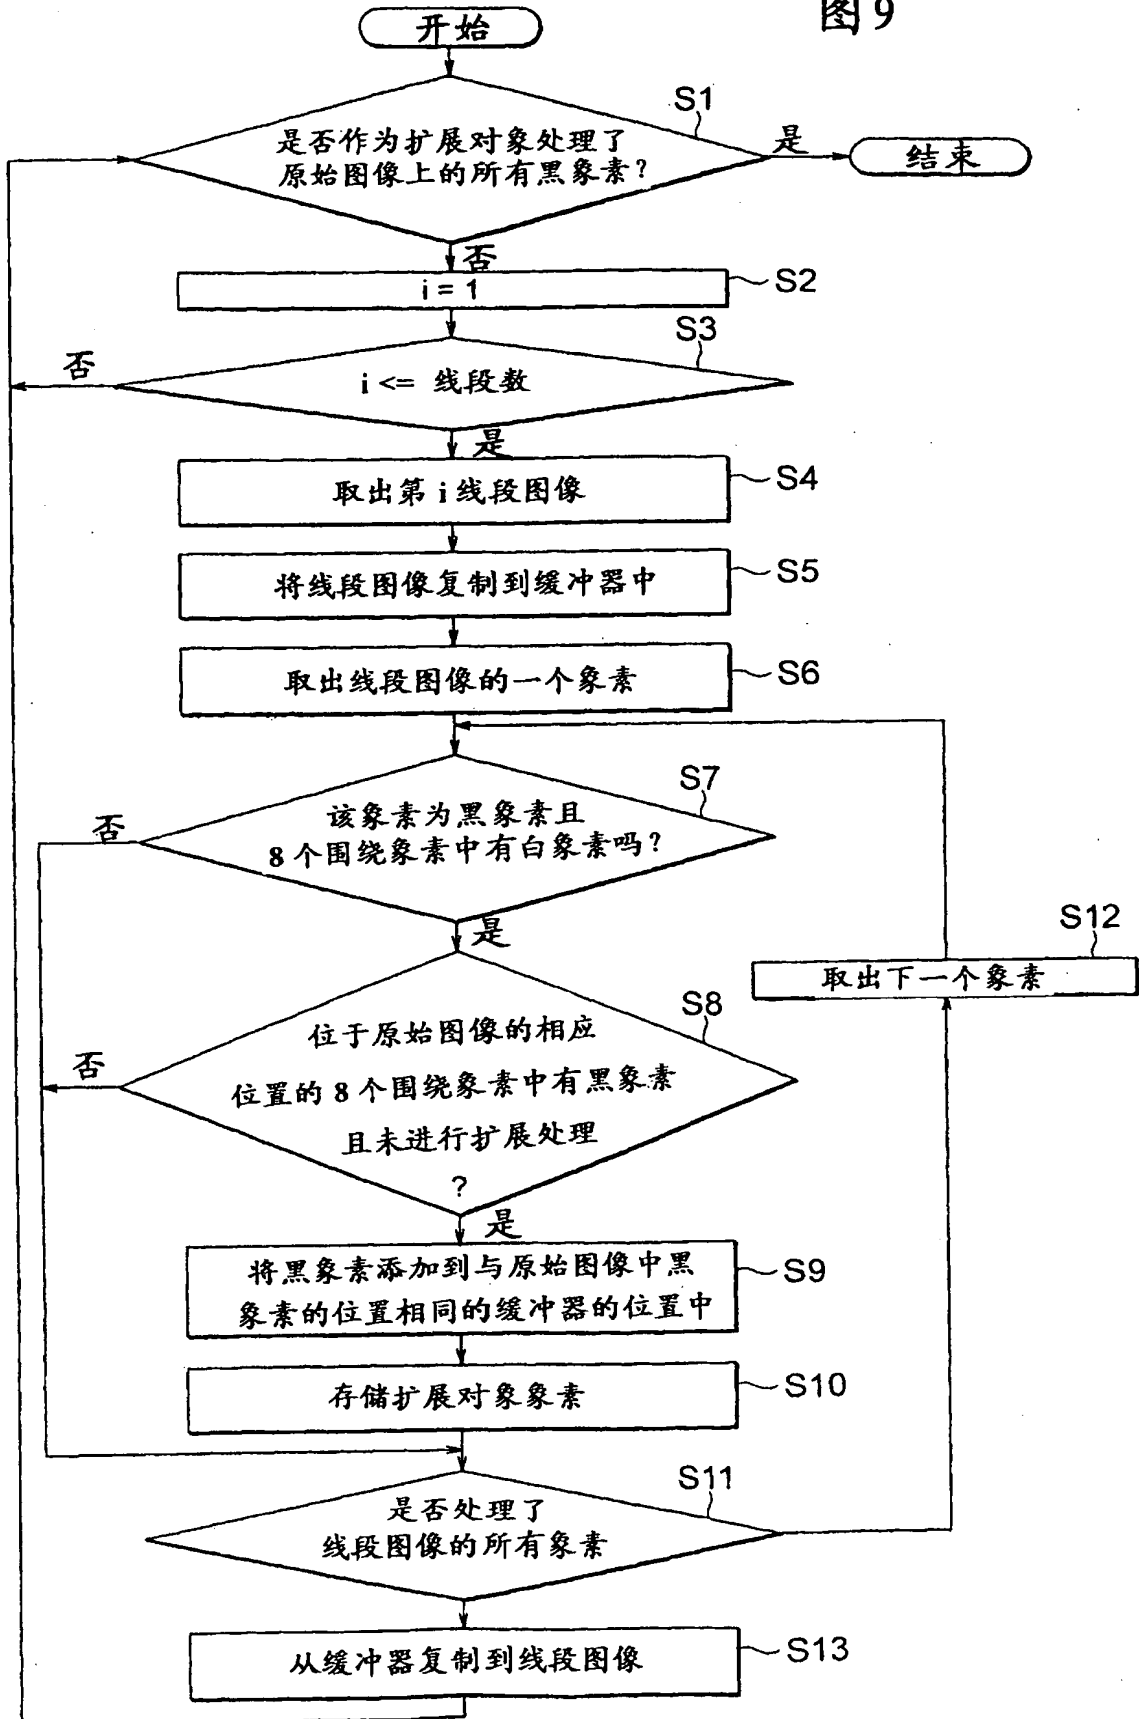 图9
开始
S1
是否作为扩展对象处理了
原始图像上的所有黑象素?
是
结束
否
i = 1
S2
S3
否
i <= 线段数
是
取出第 i 线段图像
S4
将线段图像复制到缓冲器中
S5
取出线段图像的一个象素
S6
S7
否
该象素为黑象素且
8 个围绕象素中有白象素吗?
是
S12
取出下一个象素
S8
否
位于原始图像的相应
位置的 8 个围绕象素中有黑象素
且未进行扩展处理
?
是
将黑象素添加到与原始图像中黑
象素的位置相同的缓冲器的位置中
S9
存储扩展对象象素
S10
S11
是否处理了
线段图像的所有象素
从缓冲器复制到线段图像
S13